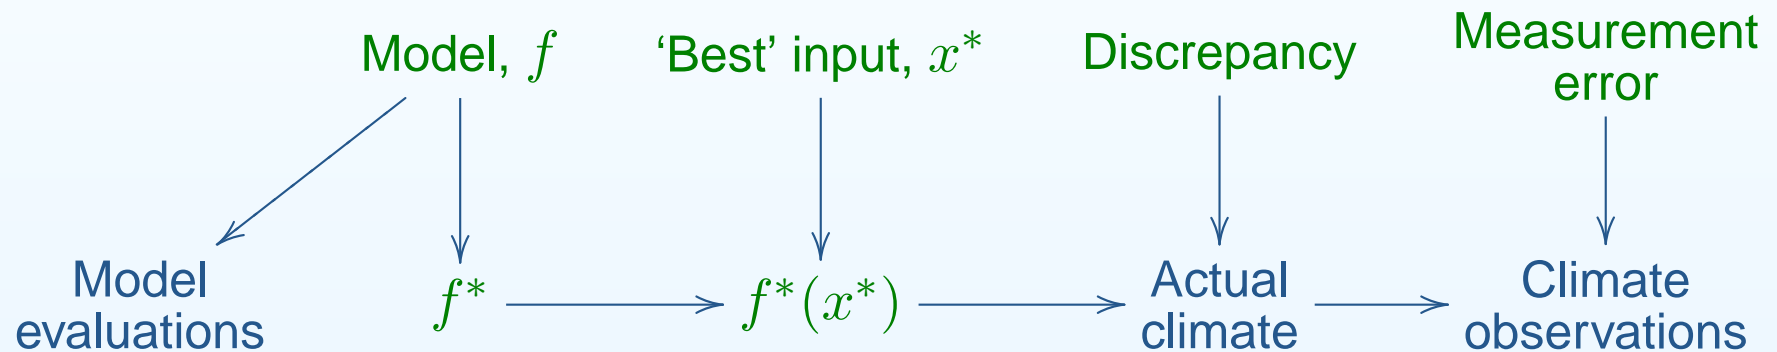 Model, f
‘Best’ input, x*
Discrepancy
Measurement
error
Model
evaluations
f*
f*(x*)
Actual
climate
Climate
observations